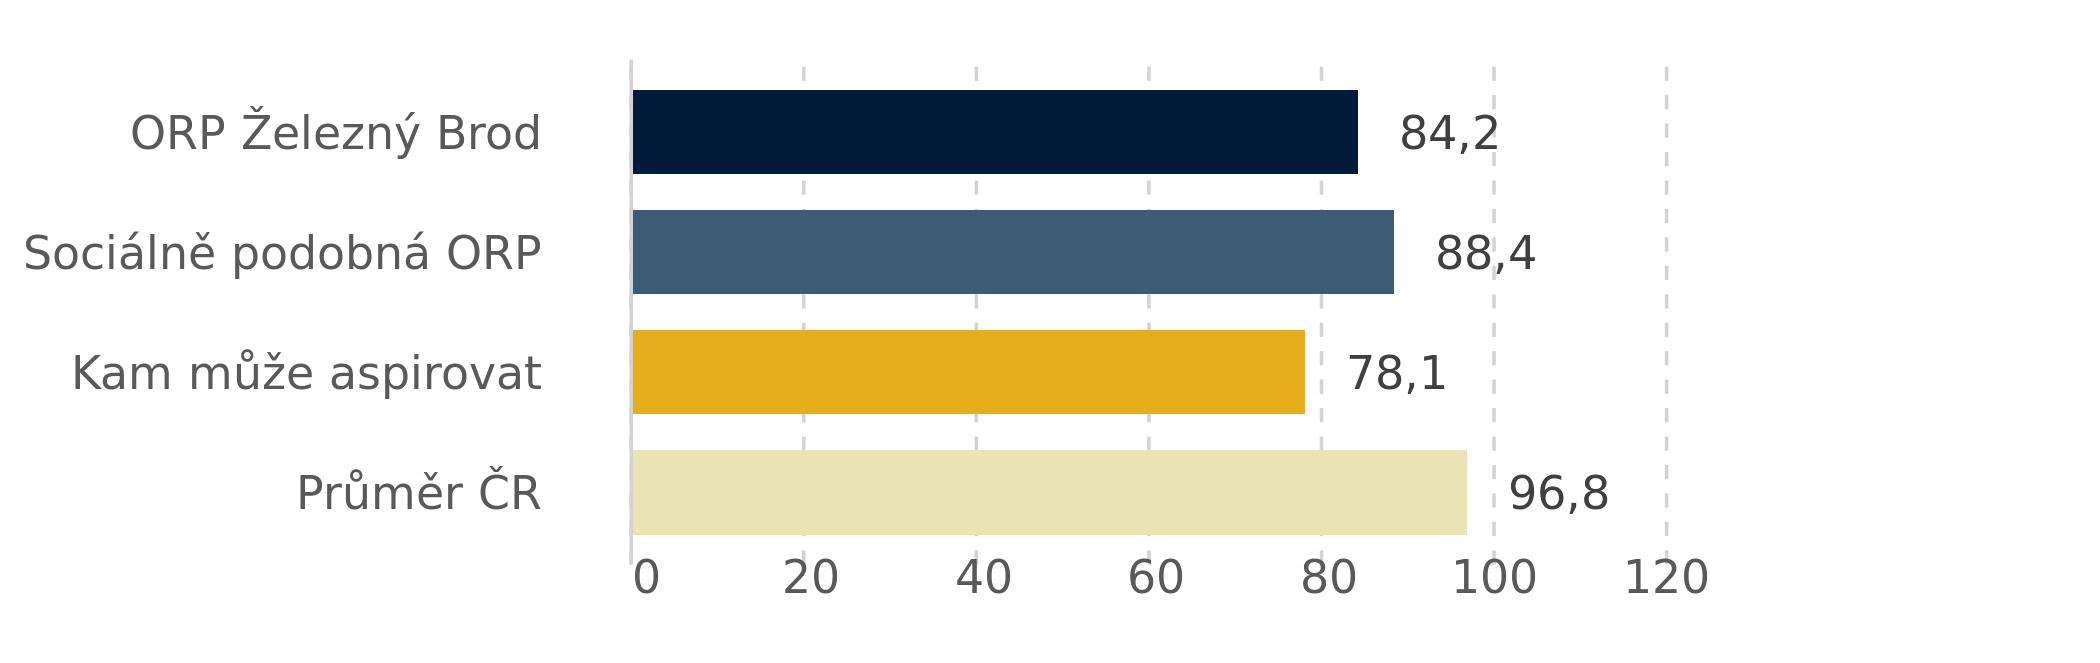 ORP Železný Brod 84,2
Sociálně podobná ORP 88,4
Kam může aspirovat 78,1
Průměr ČR 96,8
0 20 40 60 80 100 120